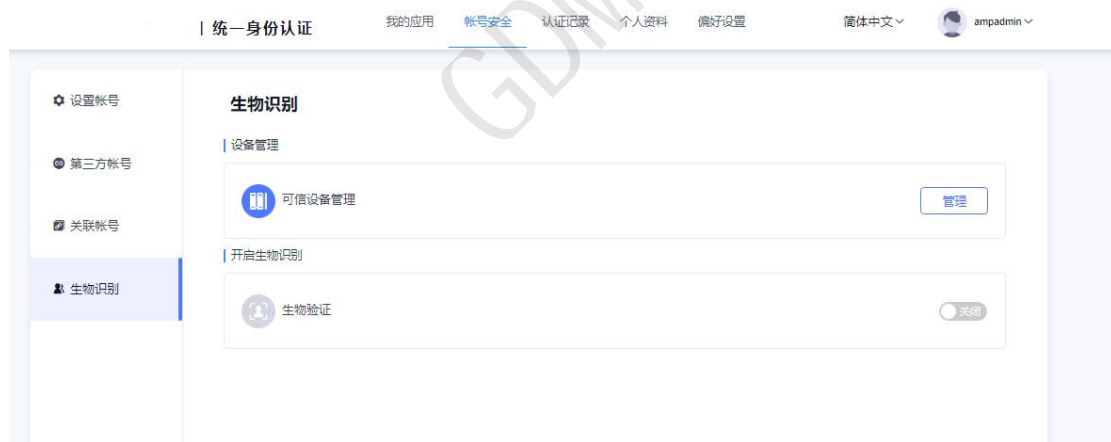 | 统一身份认证 我的应用 帐号安全 认证记录 个人资料 偏好设置 简体中文 ampadmin
设置帐号
第三方帐号
关联帐号
生物识别
生物识别
设备管理
可信设备管理 管理
开启生物识别
生物验证 关闭
GDM